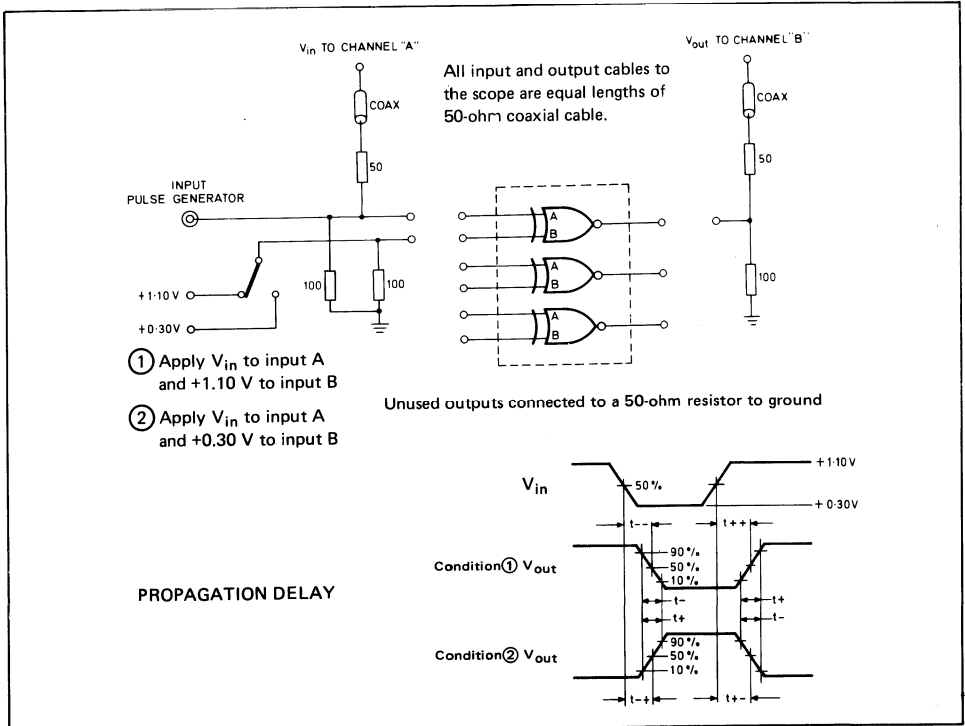 V_in TO CHANNEL "A"
V_out TO CHANNEL "B"
All input and output cables to
the scope are equal lengths of
50-ohm coaxial cable.
COAX
COAX
50
50
INPUT
PULSE GENERATOR
A
B
A
B
A
B
100
100
100
+1·10 V
+0·30V
① Apply V_in to input A
and +1.10 V to input B
② Apply V_in to input A
and +0.30 V to input B
Unused outputs connected to a 50-ohm resistor to ground
V_in
50%
+1·10V
+0·30V
t--
t++
Condition① V_out
90%
50%
10%
t-
t+
t+
t-
PROPAGATION DELAY
Condition② V_out
90%
50%
10%
t-+
t+-